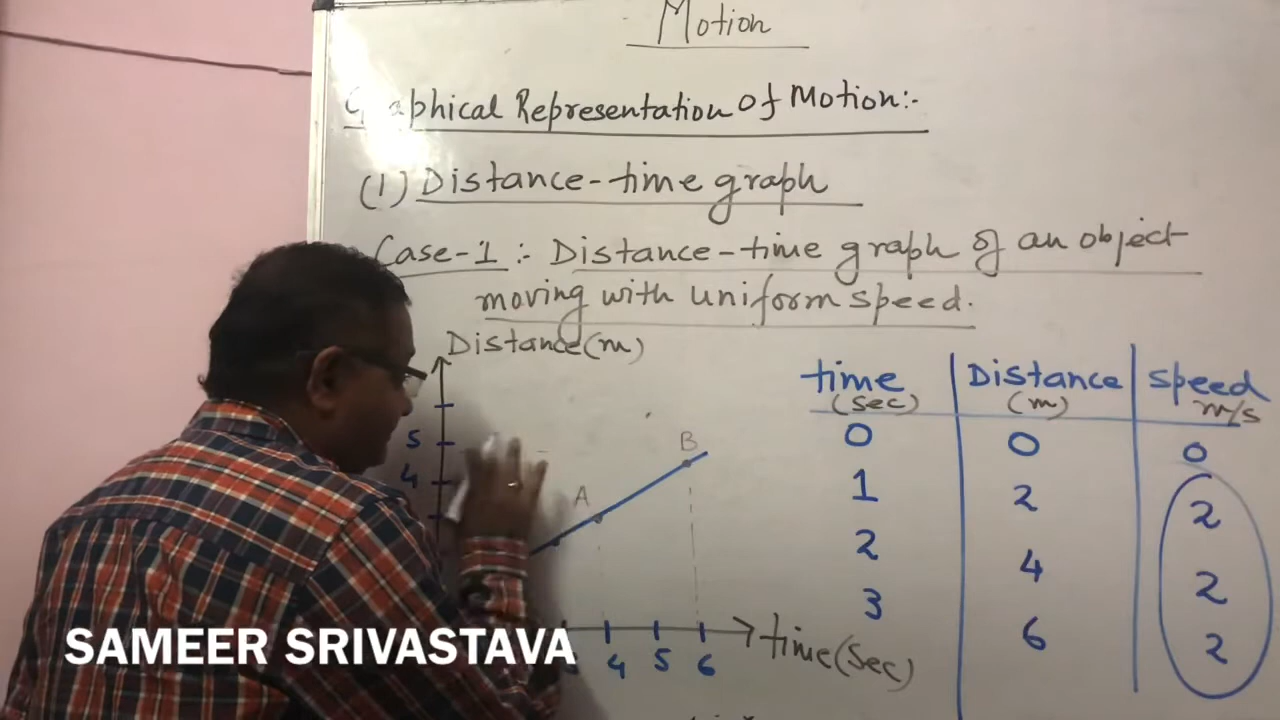 Motion
Graphical Representation Of Motion:-
(1) Distance-time graph
Case-1:- Distance-time graph of an object
moving with uniform speed.
Distance(m)
5
4
A
B
4 5 6
time(sec)
time (sec) Distance (m) speed m/s
0 0 0
1 2 2
2 4 2
3 6 2
SAMEER SRIVASTAVA